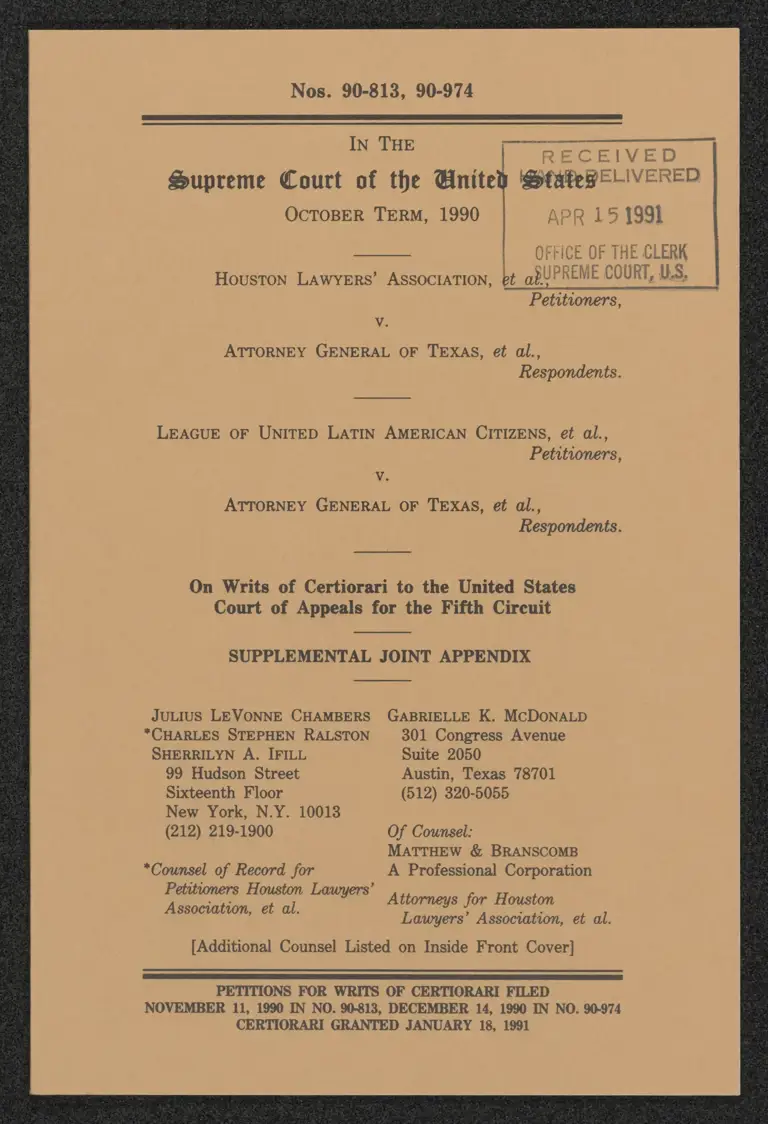 Nos. 90-813, 90-974
IN THE
Supreme Court of the United States
OCTOBER TERM, 1990
RECEIVED
HAND DELIVERED
APR 15 1991
OFFICE OF THE CLERK
SUPREME COURT, U.S.
HOUSTON LAWYERS' ASSOCIATION, et al.,
Petitioners,
v.
ATTORNEY GENERAL OF TEXAS, et al.,
Respondents.
LEAGUE OF UNITED LATIN AMERICAN CITIZENS, et al.,
Petitioners,
v.
ATTORNEY GENERAL OF TEXAS, et al.,
Respondents.
On Writs of Certiorari to the United States
Court of Appeals for the Fifth Circuit
SUPPLEMENTAL JOINT APPENDIX
JULIUS LEVONNE CHAMBERS
*CHARLES STEPHEN RALSTON
SHERRILYN A. IFILL
99 Hudson Street
Sixteenth Floor
New York, N.Y. 10013
(212) 219-1900
*Counsel of Record for
Petitioners Houston Lawyers'
Association, et al.
GABRIELLE K. MCDONALD
301 Congress Avenue
Suite 2050
Austin, Texas 78701
(512) 320-5055
Of Counsel:
MATTHEW & BRANSCOMB
A Professional Corporation
Attorneys for Houston
Lawyers' Association, et al.
[Additional Counsel Listed on Inside Front Cover]
PETITIONS FOR WRITS OF CERTIORARI FILED
NOVEMBER 11, 1990 IN NO. 90-813, DECEMBER 14, 1990 IN NO. 90-974
CERTIORARI GRANTED JANUARY 18, 1991